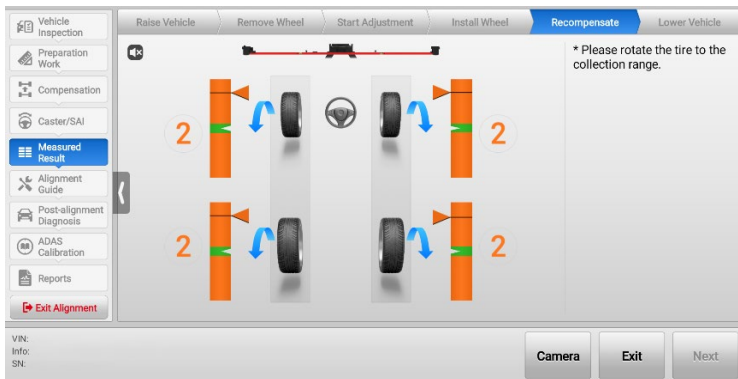 Vehicle
Inspection
Preparation
Work
Compensation
Caster/SAI
Measured
Result
Alignment
Guide
Post-alignment
Diagnosis
ADAS
Calibration
Reports
Exit Alignment
Raise Vehicle
Remove Wheel
Start Adjustment
Install Wheel
Recompensate
Lower Vehicle
* Please rotate the tire to the
collection range.
2
2
2
2
VIN:
Info:
SN:
Camera
Exit
Next